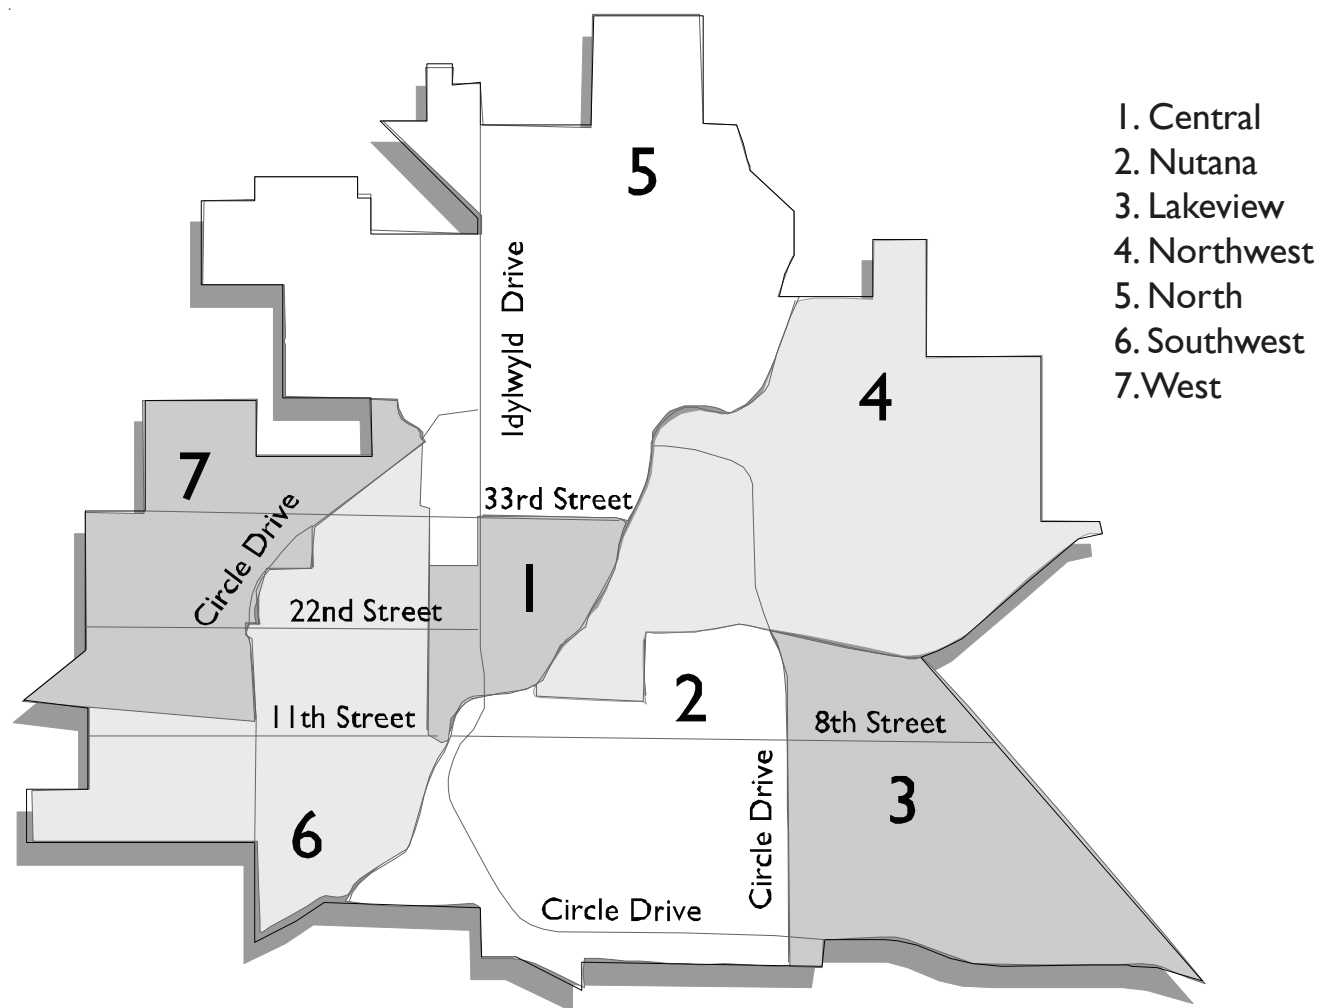 5
1. Central
2. Nutana
3. Lakeview
4. Northwest
5. North
6. Southwest
7.West
Idylwyld Drive
4
7
33rd Street
Circle Drive
1
22nd Street
2
11th Street
8th Street
Circle Drive
3
6
Circle Drive